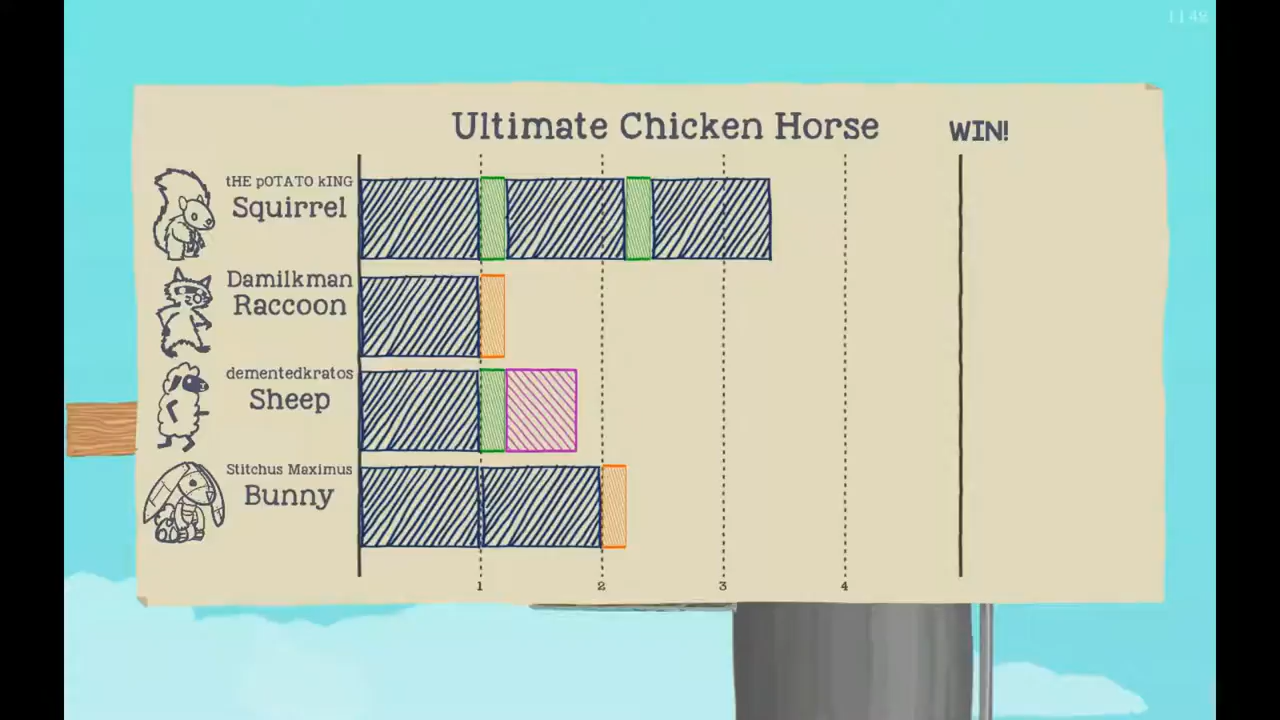 1148
Ultimate Chicken Horse
WIN!
tHE pOTATO kING
Squirrel
Damilkman
Raccoon
dementedkratos
Sheep
Stitchus Maximus
Bunny
1 2 3 4